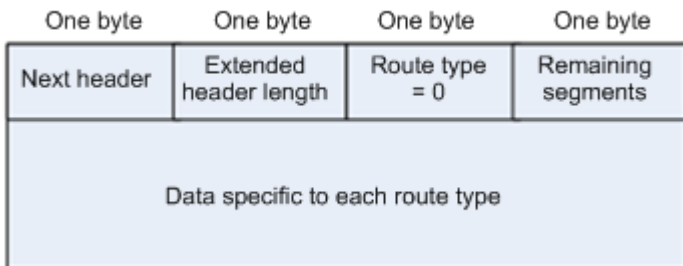 One byte One byte One byte One byte
Next header
Extended
header length
Route type
= 0
Remaining
segments
Data specific to each route type